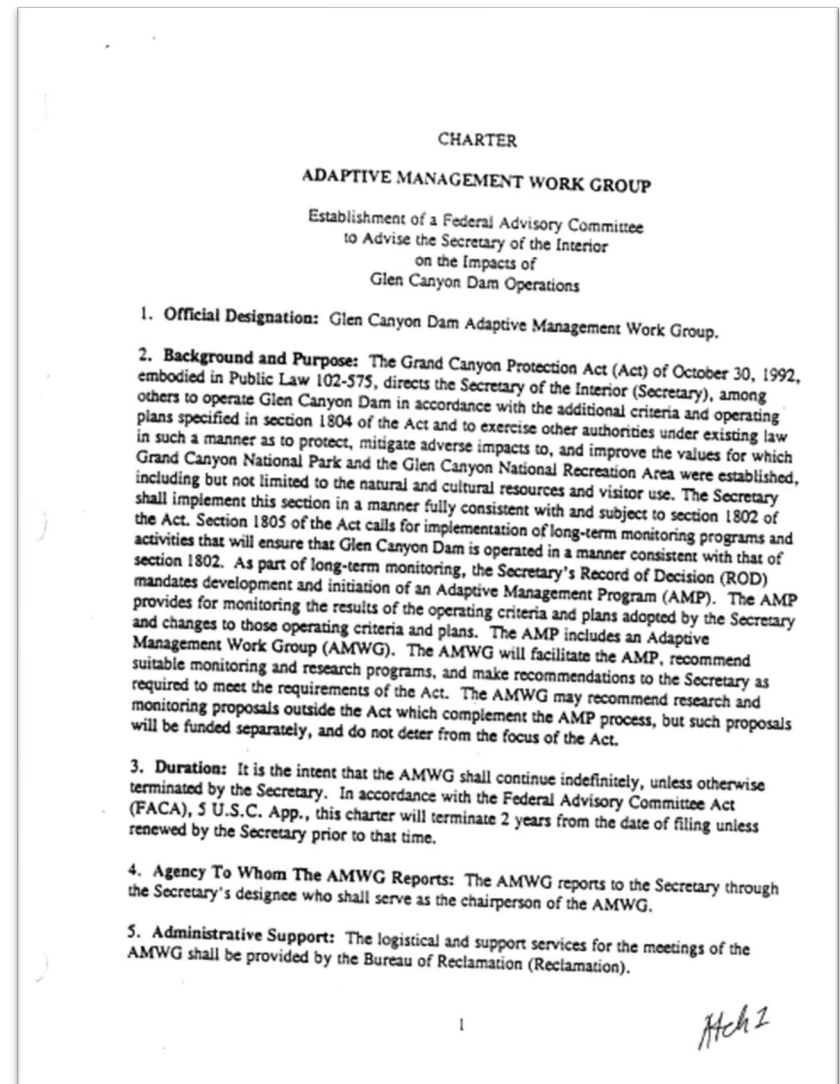 CHARTER
ADAPTIVE MANAGEMENT WORK GROUP
Establishment of a Federal Advisory Committee
to Advise the Secretary of the Interior
on the Impacts of
Glen Canyon Dam Operations
1. Official Designation: Glen Canyon Dam Adaptive Management Work Group.
2. Background and Purpose: The Grand Canyon Protection Act (Act) of October 30, 1992,
embodied in Public Law 102-575, directs the Secretary of the Interior (Secretary), among
others to operate Glen Canyon Dam in accordance with the additional criteria and operating
plans specified in section 1804 of the Act and to exercise other authorities under existing law
in such a manner as to protect, mitigate adverse impacts to, and improve the values for which
Grand Canyon National Park and the Glen Canyon National Recreation Area were established,
including but not limited to the natural and cultural resources and visitor use. The Secretary
shall implement this section in a manner fully consistent with and subject to section 1802 of
the Act. Section 1805 of the Act calls for implementation of long-term monitoring programs and
activities that will ensure that Glen Canyon Dam is operated in a manner consistent with that of
section 1802. As part of long-term monitoring, the Secretary's Record of Decision (ROD)
mandates development and initiation of an Adaptive Management Program (AMP). The AMP
provides for monitoring the results of the operating criteria and plans adopted by the Secretary
and changes to those operating criteria and plans. The AMP includes an Adaptive
Management Work Group (AMWG). The AMWG will facilitate the AMP, recommend
suitable monitoring and research programs, and make recommendations to the Secretary as
required to meet the requirements of the Act. The AMWG may recommend research and
monitoring proposals outside the Act which complement the AMP process, but such proposals
will be funded separately, and do not deter from the focus of the Act.
3. Duration: It is the intent that the AMWG shall continue indefinitely, unless otherwise
terminated by the Secretary. In accordance with the Federal Advisory Committee Act
(FACA), 5 U.S.C. App., this charter will terminate 2 years from the date of filing unless
renewed by the Secretary prior to that time.
4. Agency To Whom The AMWG Reports: The AMWG reports to the Secretary through
the Secretary's designee who shall serve as the chairperson of the AMWG.
5. Administrative Support: The logistical and support services for the meetings of the
AMWG shall be provided by the Bureau of Reclamation (Reclamation).
1
Atch 1